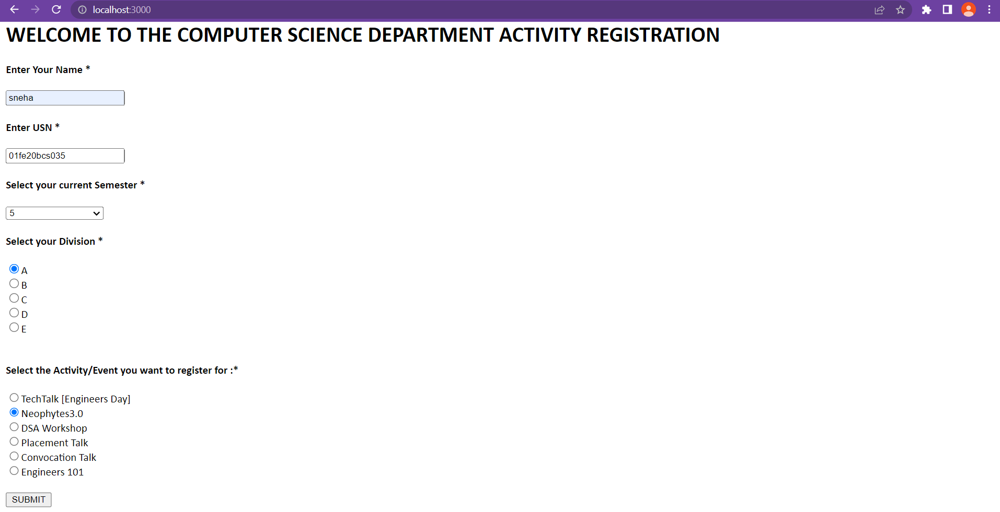 localhost:3000
WELCOME TO THE COMPUTER SCIENCE DEPARTMENT ACTIVITY REGISTRATION
Enter Your Name *
sneha
Enter USN *
01fe20bcs035
Select your current Semester *
5
Select your Division *
A
B
C
D
E
Select the Activity/Event you want to register for :*
TechTalk [Engineers Day]
Neophytes3.0
DSA Workshop
Placement Talk
Convocation Talk
Engineers 101
SUBMIT